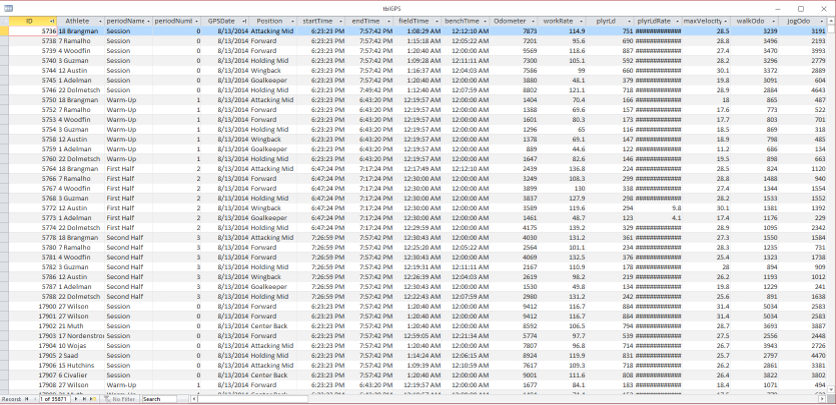 tblGPS
ID Athlete periodName periodNumb GPSDate Position startTime endTime fieldTime benchTime Odometer workRate plyrLd plyrLdRate maxVelocity walkOdo jogOdo
5736 18 Brangman Session 0 8/13/2014 Attacking Mid 6:23:23 PM 7:57:42 PM 1:08:29 AM 12:12:10 AM 7873 114.9 751 ############ 28.5 3239 3191
5738 7 Ramalho Session 0 8/13/2014 Forward 6:23:23 PM 7:57:42 PM 1:15:18 AM 12:05:22 AM 7201 95.6 690 ############ 28.8 3496 2193
5739 4 Woodfin Session 0 8/13/2014 Forward 6:23:23 PM 7:57:42 PM 1:20:40 AM 12:00:00 AM 9569 118.6 887 ############ 27.4 3443 3996
5740 3 Guzman Session 0 8/13/2014 Holding Mid 6:23:23 PM 7:57:42 PM 1:09:28 AM 12:11:11 AM 7300 105.1 592 ############ 34.2 3296 2779
5744 12 Austin Session 0 8/13/2014 Wingback 6:23:23 PM 7:57:42 PM 1:16:37 AM 12:04:03 AM 7586 99 660 ############ 30.1 3372 2889
5745 1 Adelman Session 0 8/13/2014 Goalkeeper 6:23:23 PM 7:57:42 PM 1:20:40 AM 12:00:00 AM 3880 48.1 379 ############ 19.8 3091 604
5746 22 Dolmetsch Session 0 8/13/2014 Holding Mid 6:23:23 PM 7:49:42 PM 1:12:40 AM 12:07:59 AM 8802 121.1 718 ############ 28.9 2884 4643
5750 18 Brangman Warm-Up 1 8/13/2014 Attacking Mid 6:23:23 PM 6:43:20 PM 12:19:57 AM 12:00:00 AM 1404 70.4 166 ############ 18 865 487
5752 7 Ramalho Warm-Up 1 8/13/2014 Forward 6:23:23 PM 6:43:20 PM 12:19:57 AM 12:00:00 AM 1388 69.6 157 ############ 17.6 773 522
5753 4 Woodfin Warm-Up 1 8/13/2014 Forward 6:23:23 PM 6:43:20 PM 12:19:57 AM 12:00:00 AM 1601 80.3 173 ############ 17.7 803 701
5754 3 Guzman Warm-Up 1 8/13/2014 Holding Mid 6:23:23 PM 6:43:20 PM 12:19:57 AM 12:00:00 AM 1296 65 116 ############ 18.5 869 317
5758 12 Austin Warm-Up 1 8/13/2014 Wingback 6:23:23 PM 6:43:20 PM 12:19:57 AM 12:00:00 AM 1378 69.1 147 ############ 18.9 798 485
5759 1 Adelman Warm-Up 1 8/13/2014 Goalkeeper 6:23:23 PM 6:43:20 PM 12:19:57 AM 12:00:00 AM 889 44.6 122 ############ 11.2 686 134
5760 22 Dolmetsch Warm-Up 1 8/13/2014 Holding Mid 6:23:23 PM 6:43:20 PM 12:19:57 AM 12:00:00 AM 1647 82.6 146 ############ 19.5 898 663
5764 18 Brangman First Half 2 8/13/2014 Attacking Mid 6:47:24 PM 7:17:24 PM 12:17:49 AM 12:12:10 AM 2439 136.8 224 ############ 28.5 824 1120
5766 7 Ramalho First Half 2 8/13/2014 Forward 6:47:24 PM 7:17:24 PM 12:30:00 AM 12:00:00 AM 3249 108.3 299 ############ 28.8 1488 940
5767 4 Woodfin First Half 2 8/13/2014 Forward 6:47:24 PM 7:17:24 PM 12:30:00 AM 12:00:00 AM 3899 130 338 ############ 27.4 1344 1554
5768 3 Guzman First Half 2 8/13/2014 Holding Mid 6:47:24 PM 7:17:24 PM 12:30:00 AM 12:00:00 AM 3837 127.9 298 ############ 28.2 1533 1552
5772 12 Austin First Half 2 8/13/2014 Wingback 6:47:24 PM 7:17:24 PM 12:30:00 AM 12:00:00 AM 3589 119.6 294 9.8 30.1 1381 1392
5773 1 Adelman First Half 2 8/13/2014 Goalkeeper 6:47:24 PM 7:17:24 PM 12:30:00 AM 12:00:00 AM 1461 48.7 123 4.1 17.4 1176 229
5774 22 Dolmetsch First Half 2 8/13/2014 Holding Mid 6:47:24 PM 7:17:24 PM 12:29:59 AM 12:00:00 AM 4175 139.2 329 ############ 28.9 1095 2342
5778 18 Brangman Second Half 3 8/13/2014 Attacking Mid 7:26:59 PM 7:57:42 PM 12:30:43 AM 12:00:00 AM 4030 131.2 361 ############ 27.3 1550 1584
5780 7 Ramalho Second Half 3 8/13/2014 Forward 7:26:59 PM 7:57:42 PM 12:25:22 AM 12:05:22 AM 2564 101.1 234 ############ 28.3 1235 731
5781 4 Woodfin Second Half 3 8/13/2014 Forward 7:26:59 PM 7:57:42 PM 12:30:43 AM 12:00:00 AM 4069 132.5 376 ############ 25.4 1323 1738
5782 3 Guzman Second Half 3 8/13/2014 Holding Mid 7:26:59 PM 7:57:42 PM 12:19:31 AM 12:11:11 AM 2167 110.9 178 ############ 28 894 909
5786 12 Austin Second Half 3 8/13/2014 Wingback 7:26:59 PM 7:57:42 PM 12:26:39 AM 12:04:03 AM 2619 98.2 219 ############ 26.2 1193 1012
5787 1 Adelman Second Half 3 8/13/2014 Goalkeeper 7:26:59 PM 7:57:42 PM 12:30:43 AM 12:00:00 AM 1530 49.8 134 ############ 19.8 1229 241
5788 22 Dolmetsch Second Half 3 8/13/2014 Holding Mid 7:26:59 PM 7:57:42 PM 12:22:43 AM 12:00:00 AM 2980 131.2 242 ############ 25.6 891 1638
17900 27 Wilson Session 0 8/13/2014 Forward 6:23:23 PM 7:57:42 PM 1:20:40 AM 12:00:00 AM 9412 116.7 884 ############ 31.4 5034 2583
17901 27 Wilson Session 0 8/13/2014 Forward 6:23:23 PM 7:57:42 PM 1:20:40 AM 12:00:00 AM 9412 116.7 884 ############ 31.4 5034 2583
17902 21 Muth Session 0 8/13/2014 Center Back 6:23:23 PM 7:57:42 PM 1:20:40 AM 12:00:00 AM 8592 106.5 794 ############ 28.7 3693 3887
17903 17 Nordenstro Session 0 8/13/2014 Forward 6:23:23 PM 7:57:42 PM 12:59:05 AM 12:21:34 AM 5774 97.7 539 ############ 27.5 2556 2448
17904 10 Wojas Session 0 8/13/2014 Attacking Mid 6:23:23 PM 7:57:42 PM 1:20:40 AM 12:00:00 AM 7807 96.8 714 ############ 26.7 3943 2726
17905 2 Saad Session 0 8/13/2014 Holding Mid 6:23:23 PM 7:57:42 PM 1:14:24 AM 12:06:15 AM 8924 119.9 831 ############ 25.7 2797 4470
17906 15 Hutchins Session 0 8/13/2014 Attacking Mid 6:23:23 PM 7:57:42 PM 1:09:39 AM 12:10:59 AM 7617 109.3 718 ############ 26.2 2861 3381
17907 6 Civalier Session 0 8/13/2014 Center Back 6:23:23 PM 7:57:42 PM 1:20:40 AM 12:00:00 AM 9001 111.6 808 ############ 29.4 3822 3802
17908 27 Wilson Warm-Up 1 8/13/2014 Forward 6:23:23 PM 6:43:20 PM 12:19:57 AM 12:00:00 AM 1677 84.1 183 ############ 18.4 1071 494
Record: 1 of 35871 No Filter Search